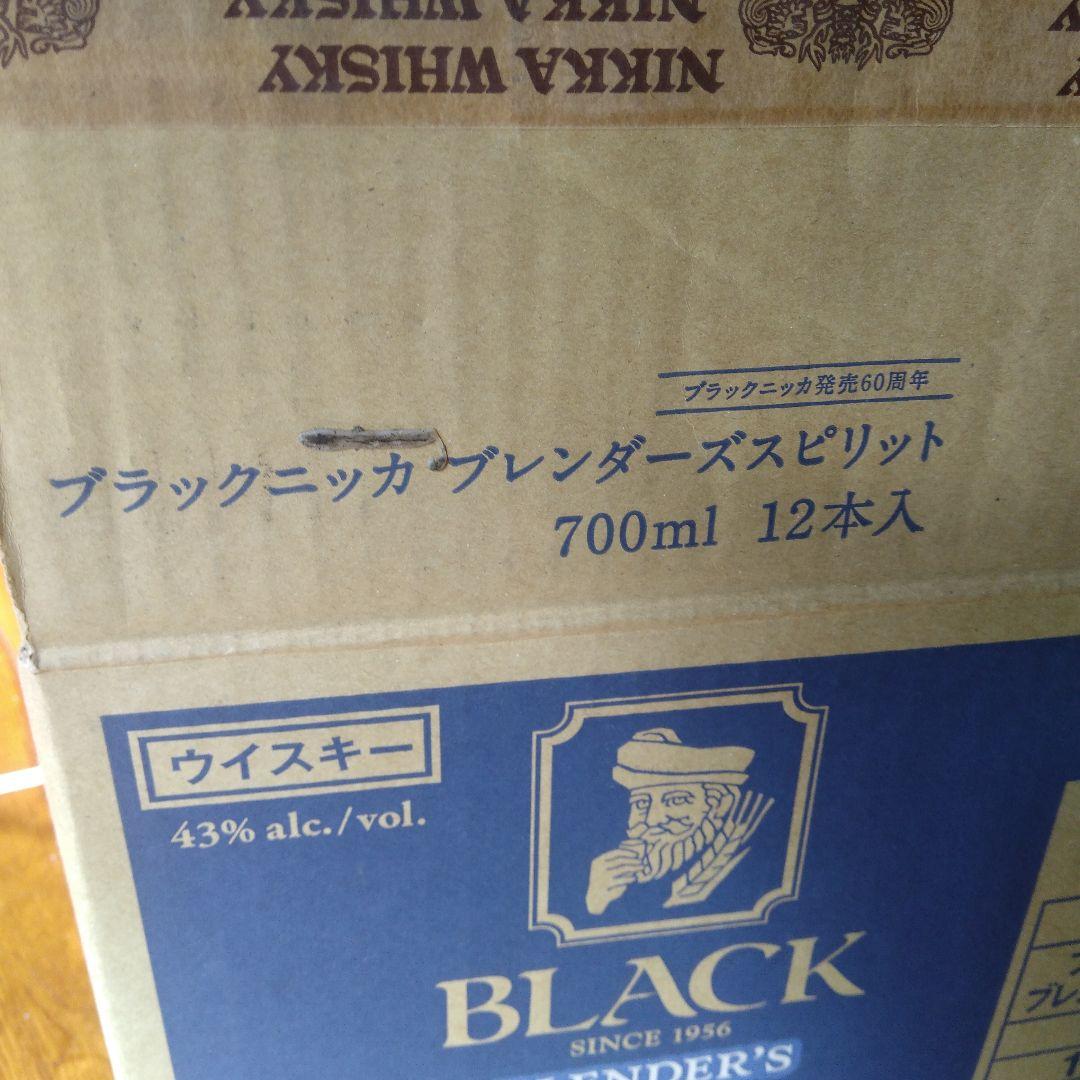 NIKKA WHISKY
NIKKA WHISKY
ブラックニッカ発売60周年
ブラックニッカ ブレンダーズスピリット
700ml 12本入
ウイスキー
43% alc./vol.
BLACK
SINCE 1956